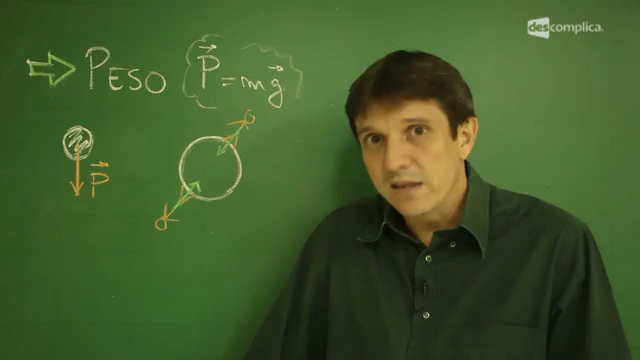 descomplica.
⇒ PESO P⃗ = mg⃗
P⃗